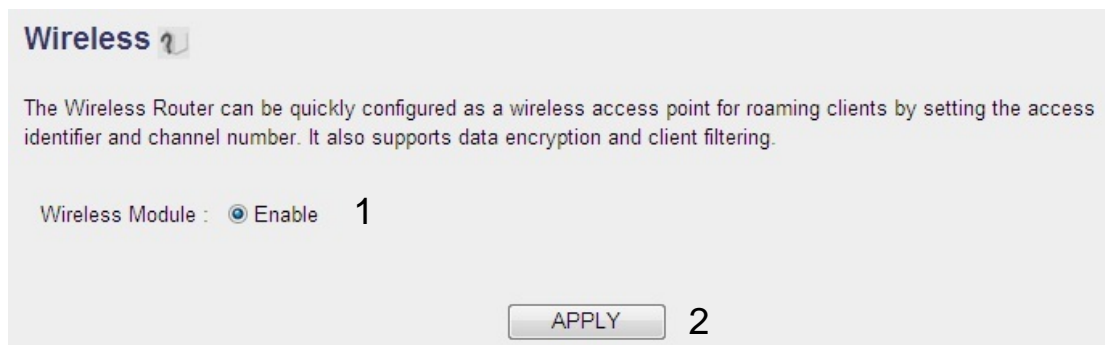 Wireless
The Wireless Router can be quickly configured as a wireless access point for roaming clients by setting the access
identifier and channel number. It also supports data encryption and client filtering.
Wireless Module : Enable 1
APPLY 2